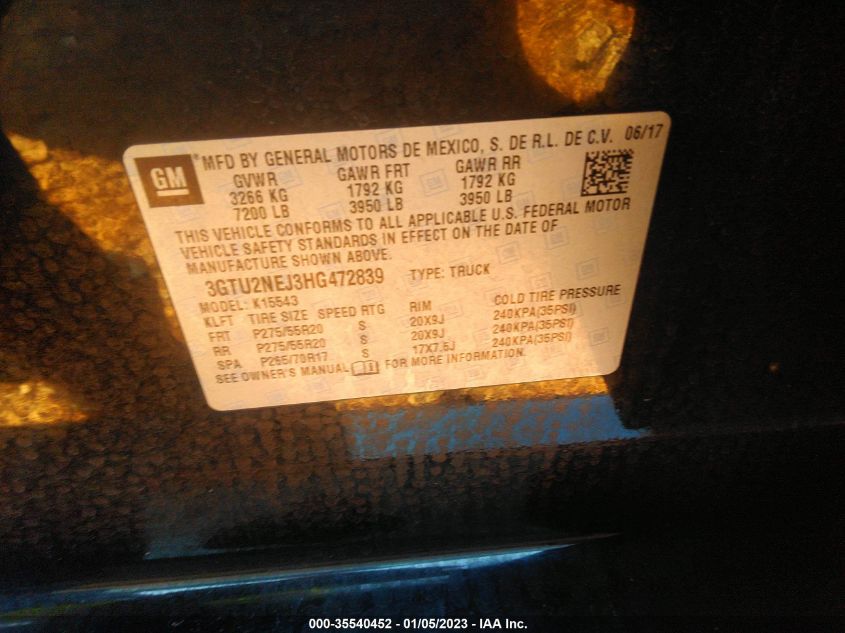 GM
® MFD BY GENERAL MOTORS DE MEXICO, S. DE R.L. DE C.V. 06/17
GVWR GAWR FRT GAWR RR
3266 KG 1792 KG 1792 KG
7200 LB 3950 LB 3950 LB
THIS VEHICLE CONFORMS TO ALL APPLICABLE U.S. FEDERAL MOTOR
VEHICLE SAFETY STANDARDS IN EFFECT ON THE DATE OF
MANUFACTURE SHOWN ABOVE.
3GTU2NEJ3HG472839 TYPE: TRUCK
MODEL: K15543
KLFT TIRE SIZE SPEED RTG RIM COLD TIRE PRESSURE
FRT P275/55R20 S 20X9J 240KPA(35PSI)
RR P275/55R20 S 20X9J 240KPA(35PSI)
SPA P265/70R17 S 17X7.5J 240KPA(35PSI)
SEE OWNER'S MANUAL FOR MORE INFORMATION.
000-35540452 - 01/05/2023 - IAA Inc.